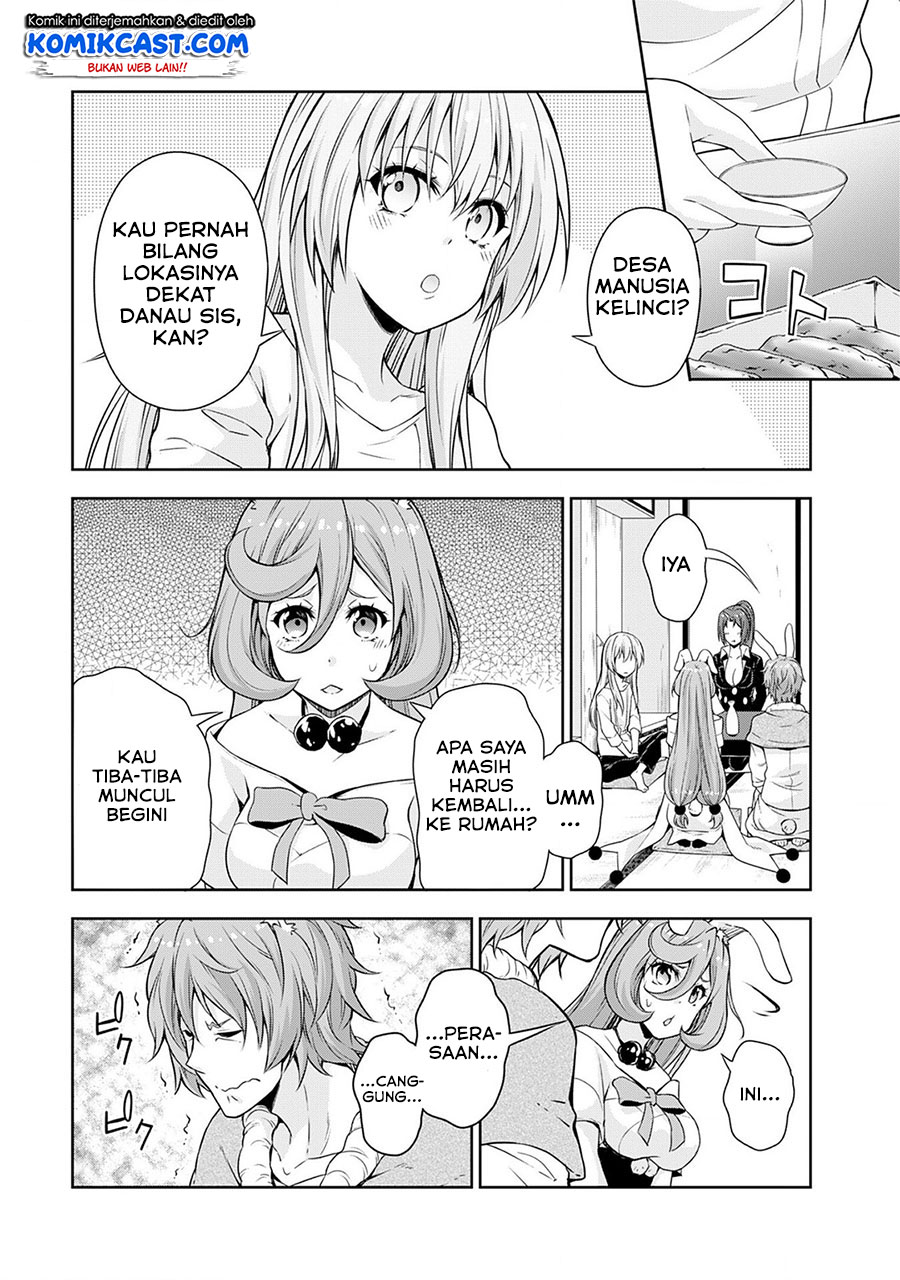 Komik ini diterjemahkan & diedit oleh
KOMIKCAST.COM
BUKAN WEB LAIN!!
コトッ
DESA
MANUSIA
KELINCI?
KAU PERNAH
BILANG
LOKASINYA
DEKAT
DANAU SIS,
KAN?
IYA
UMM
...
APA SAYA
MASIH
HARUS
KEMBALI...
KE RUMAH?
KAU
TIBA-TIBA
MUNCUL
BEGINI
INI...
...PERA-
SAAN...
...CANG-
GUNG...
ピクピク